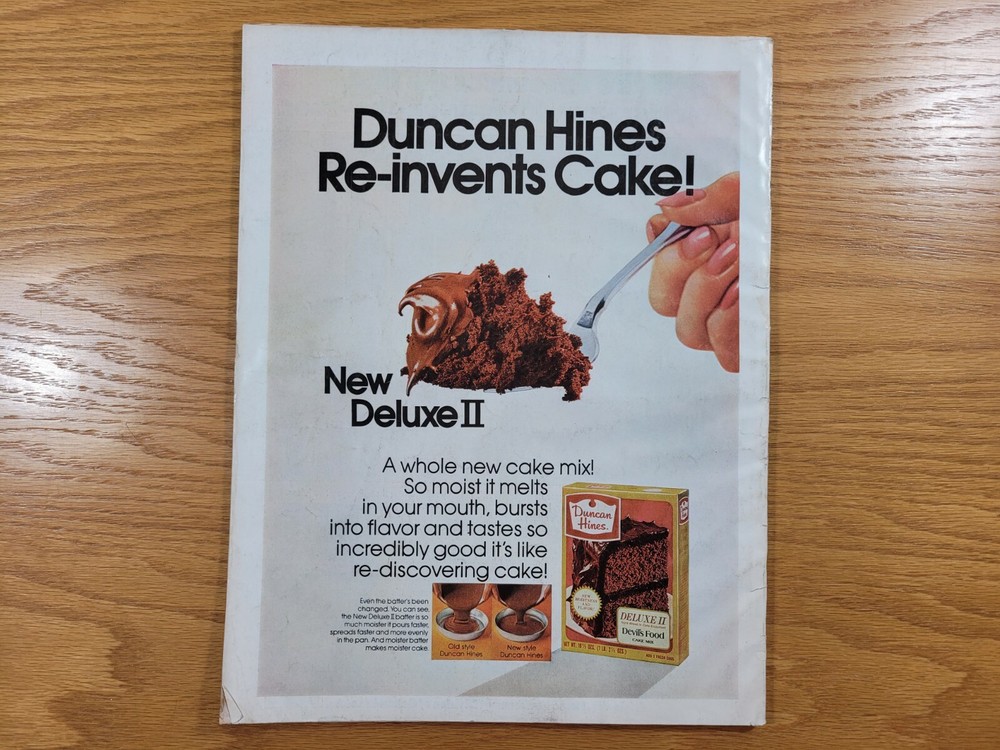 Duncan Hines
Re-invents Cake!
New
Deluxe II
A whole new cake mix!
So moist it melts
in your mouth, bursts
into flavor and tastes so
incredibly good it's like
re-discovering cake!
Even the batter's been
changed. You can see,
the New Deluxe II batter is so
much moister it pours faster,
spreads faster and more evenly
in the pan. And moister batter
makes moister cake.
Old style
Duncan Hines
New style
Duncan Hines
Duncan
Hines.
DELUXE II
Devil's Food
CAKE MIX